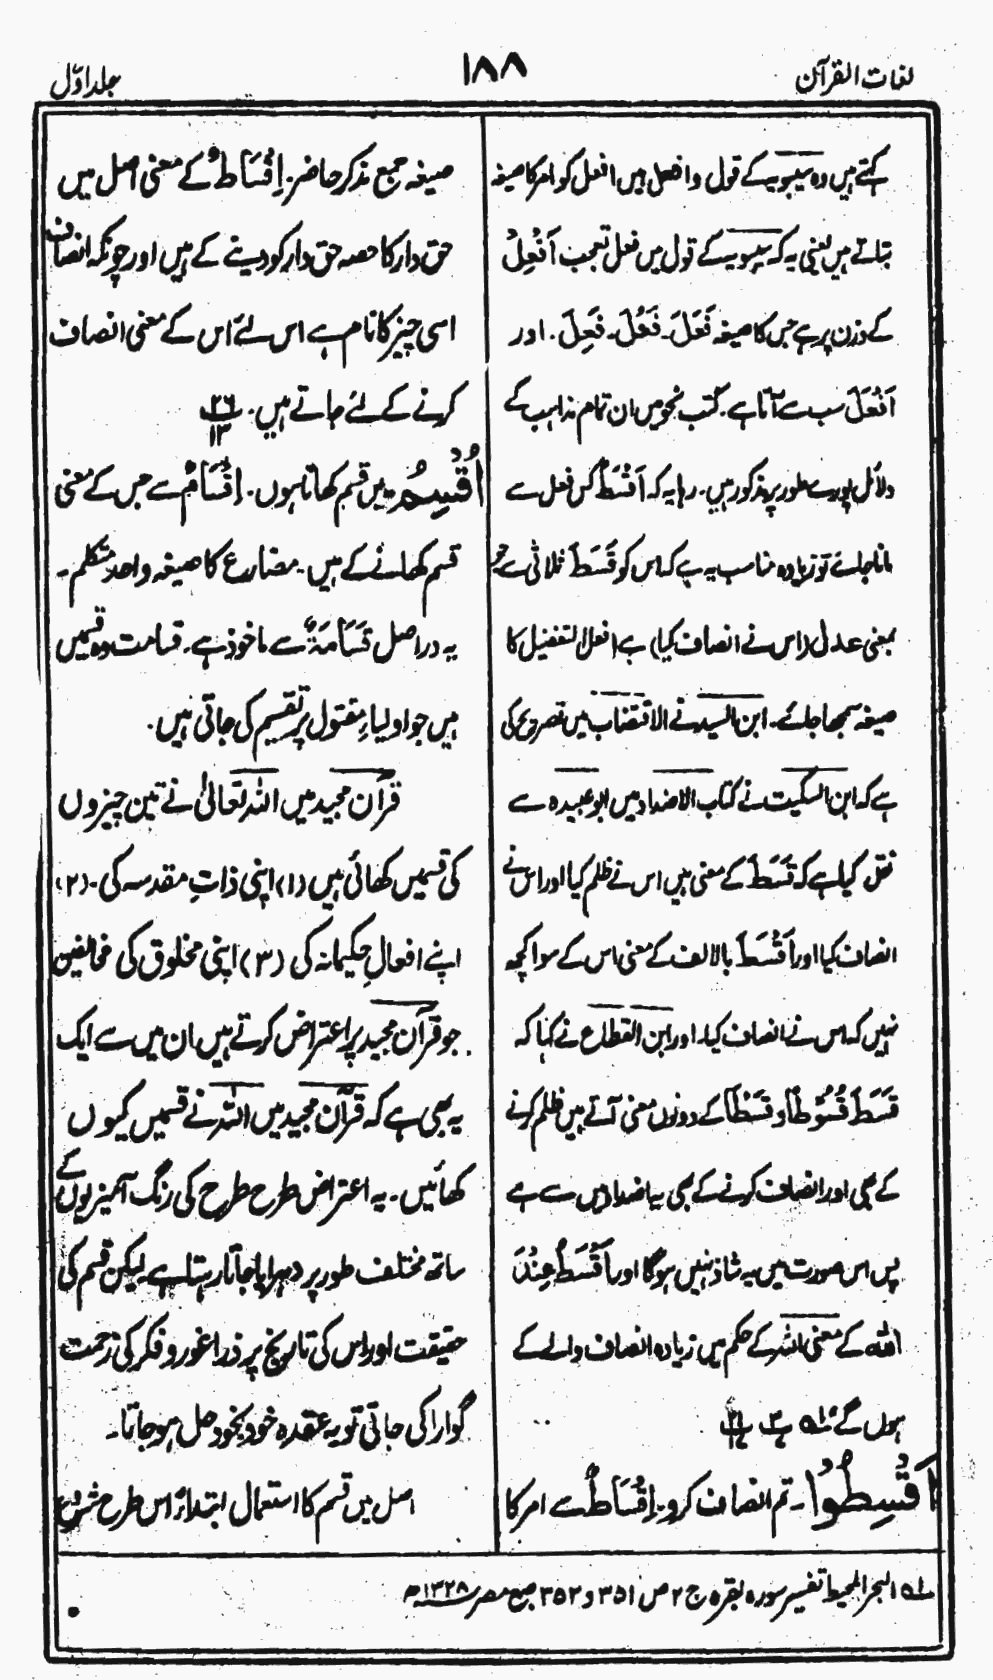 لغات القرآن
۱۸۸
جلد اوّل
کہتے ہیں وہ سیبویہ کے قول وافعل میں افعل کو امر کا صیغہ
بتاتے ہیں یعنی یہ کہ سیبویہ کے قول میں فعل تعجب اَفْعِلْ
کے وزن پر ہے جس کا صیغہ فَعَلَ۔ فَعُلَ۔ فَعِلَ۔ اور
اَفْعَلَ سب سے آتا ہے۔ کتب نحو میں ان تمام مذاہب کے
دلائل پورے طور پر مذکور ہیں۔ رہا یہ کہ اَقْسَطُ کس فعل سے
مانا جائے تو زیادہ مناسب یہ ہے کہ اس کو قَسَطَ ثلاثی سے جو
بمعنی عدل (اس نے انصاف کیا) ہے افعل التفضیل کا
صیغہ سمجھا جائے۔ ابن السید نے الاقتضاب میں تصریح کی
ہے کہ ابن السکیت نے کتاب الاضداد میں ابو عبیدہ سے
نقل کیا ہے کہ قَسَطَ کے معنی ہیں اس نے ظلم کیا اور اس نے
انصاف کیا اور اَقْسَطَ بالالف کے معنی اس کے سوا کچھ
نہیں کہ اس نے انصاف کیا۔ اور ابن القطاع نے کہا کہ
قَسَطَ قُسُوْطًا و قَسْطًا کے دونوں معنی آتے ہیں ظلم کرنے
کے بھی اور انصاف کرنے کے بھی یہ اضداد میں سے ہے
پس اس صورت میں یہ شاذ نہیں ہوگا اور اَقْسَطُ عِنْدَ
اللہ کے معنی اللہ کے حکم میں زیادہ انصاف والے کے
ہوں گے لہ
اَقْسِطُوْا۔ تم انصاف کرو۔ اِقْسَاطٌ سے امر کا
صیغہ جمع مذکر حاضر۔ اِقْسَاطٌ کے معنی اصل میں
حق دار کا حصہ حق دار کو دینے کے ہیں اور چونکہ انصاف
اسی چیز کا نام ہے اس لئے اس کے معنی انصاف
کرنے کے لئے جاتے ہیں۔ ۲۶ ۱۳
اُقْسِمُ۔ میں قسم کھاتا ہوں۔ اِقْسَامٌ سے جس کے معنی
قسم کھانے کے ہیں۔ مضارع کا صیغہ واحد متکلم۔
یہ دراصل قَسَامَةٌ سے ماخوذ ہے۔ قسامت وہ قسمیں
ہیں جو اولیاءِ مقتول پر تقسیم کی جاتی ہیں۔
قرآن مجید میں اللہ تعالیٰ نے تین چیزوں
کی قسمیں کھائی ہیں (۱) اپنی ذاتِ مقدسہ کی۔ (۲)
اپنے افعالِ حکیمانہ کی (۳) اپنی مخلوق کی مخالفین
جو قرآن مجید پر اعتراض کرتے ہیں ان میں سے ایک
یہ بھی ہے کہ قرآن مجید میں اللہ نے قسمیں کیوں
کھائیں۔ یہ اعتراض طرح طرح کی رنگ آمیزیوں کے
ساتھ مختلف طور پر دہرایا جاتا رہتا ہے لیکن قسم کی
حقیقت اور اس کی تاریخ پر ذرا غور و فکر کی زحمت
گوارا کی جاتی تو یہ عقدہ خود بخود حل ہو جاتا۔
اصل میں قسم کا استعمال ابتداءً اس طرح شروع
لہ البحر المحیط تفسیر سورہ بقرہ ج ۲ ص ۳۵۱ و ۳۵۲ طبع مصر ۱۳۲۸ھ